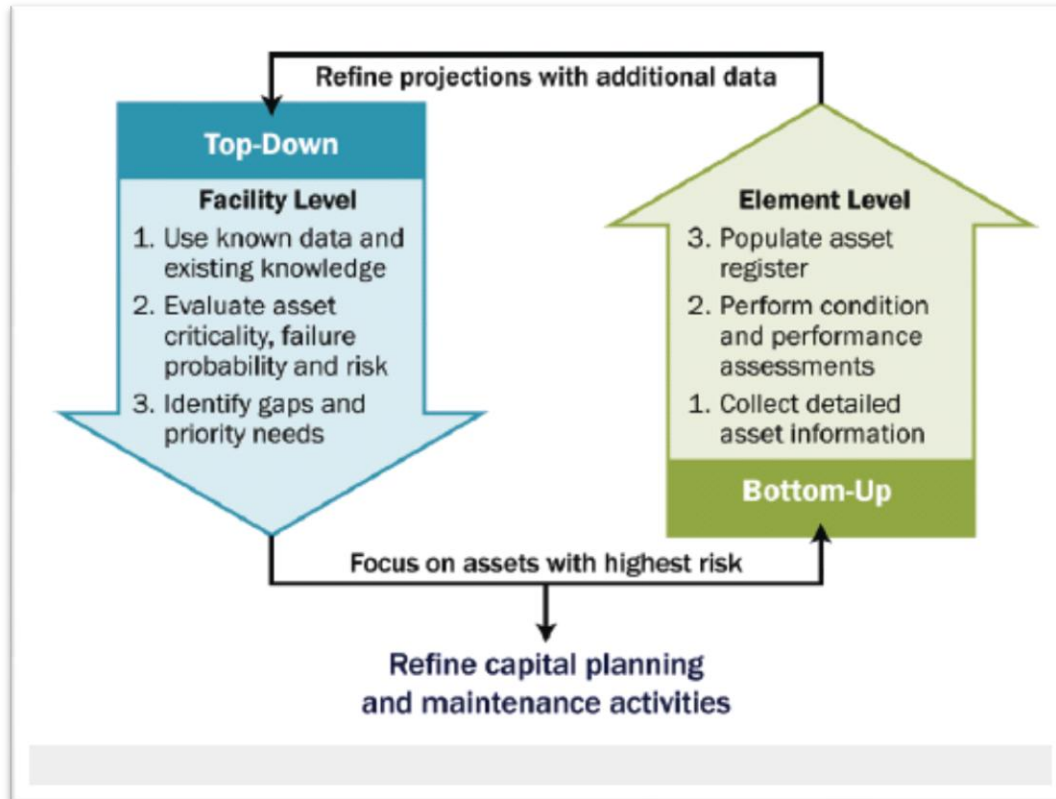 Refine projections with additional data
Top-Down
Facility Level
1. Use known data and
existing knowledge
2. Evaluate asset
criticality, failure
probability and risk
3. Identify gaps and
priority needs
Element Level
3. Populate asset
register
2. Perform condition
and performance
assessments
1. Collect detailed
asset information
Bottom-Up
Focus on assets with highest risk
Refine capital planning
and maintenance activities